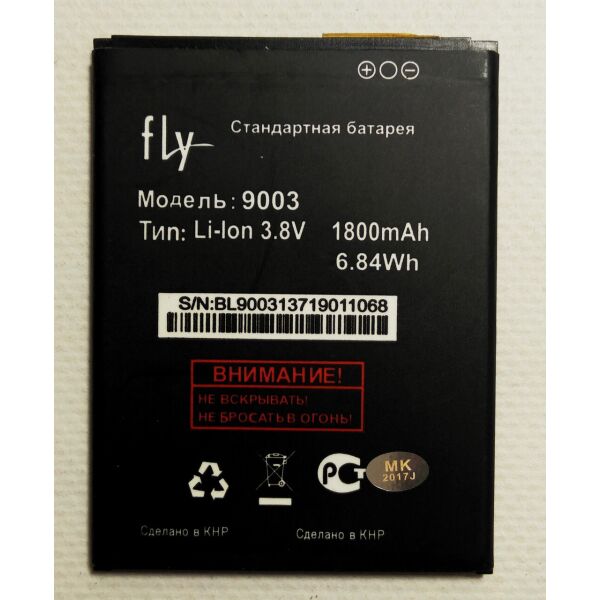 fly
Стандартная батарея
Модель: 9003
Тип: Li-Ion 3.8V 1800mAh
6.84Wh
S/N:BL900313719011068
ВНИМАНИЕ!
НЕ ВСКРЫВАТЬ!
НЕ БРОСАТЬ В ОГОНЬ!
РСТ
MK
2017J
Сделано в КНР Сделано в КНР